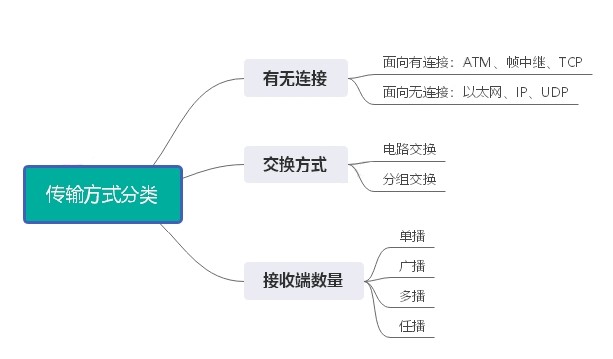 传输方式分类
有无连接
面向有连接：ATM、帧中继、TCP
面向无连接：以太网、IP、UDP
交换方式
电路交换
分组交换
接收端数量
单播
广播
多播
任播